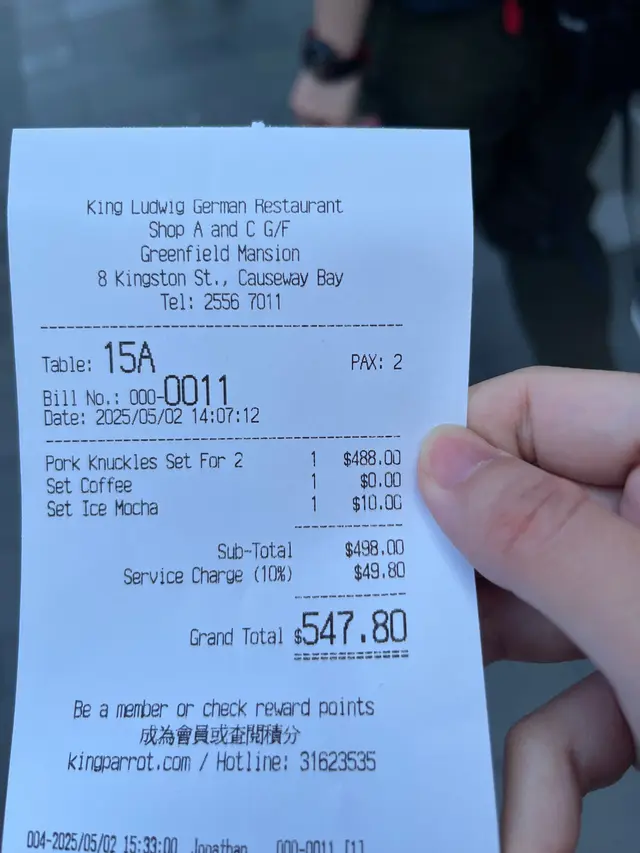 King Ludwig German Restaurant
Shop A and C G/F
Greenfield Mansion
8 Kingston St., Causeway Bay
Tel: 2556 7011
Table: 15A PAX: 2
Bill No.: 000-0011
Date: 2025/05/02 14:07:12
Pork Knuckles Set For 2 1 $488.00
Set Coffee 1 $0.00
Set Ice Mocha 1 $10.00
Sub-Total $498.00
Service Charge (10%) $49.80
Grand Total $547.80
Be a member or check reward points
成為會員或查閱積分
kingparrot.com / Hotline: 31623535
004-2025/05/02 15:33:00 Jonathan 000-0011 [1]